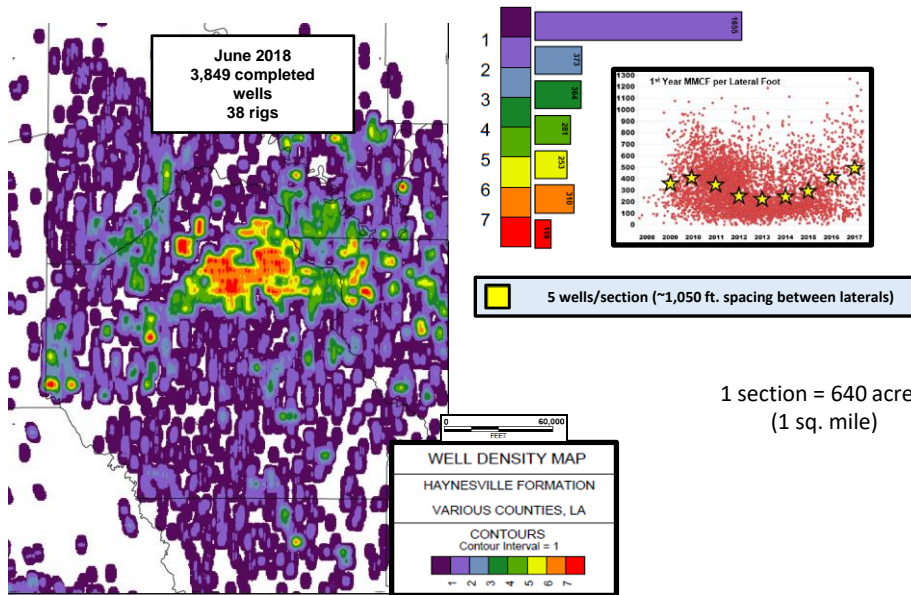 June 2018
3,849 completed
wells
38 rigs
1
2
3
4
5
6
7
1655
373
364
281
253
310
119
1st Year MMCF per Lateral Foot
1300
1200
1100
1000
900
800
700
600
500
400
300
200
100
0
2008 2009 2010 2011 2012 2013 2014 2015 2016 2017
5 wells/section (~1,050 ft. spacing between laterals)
1 section = 640 acre
(1 sq. mile)
0 60,000
FEET
WELL DENSITY MAP
HAYNESVILLE FORMATION
VARIOUS COUNTIES, LA
CONTOURS
Contour Interval = 1
1 2 3 4 5 6 7